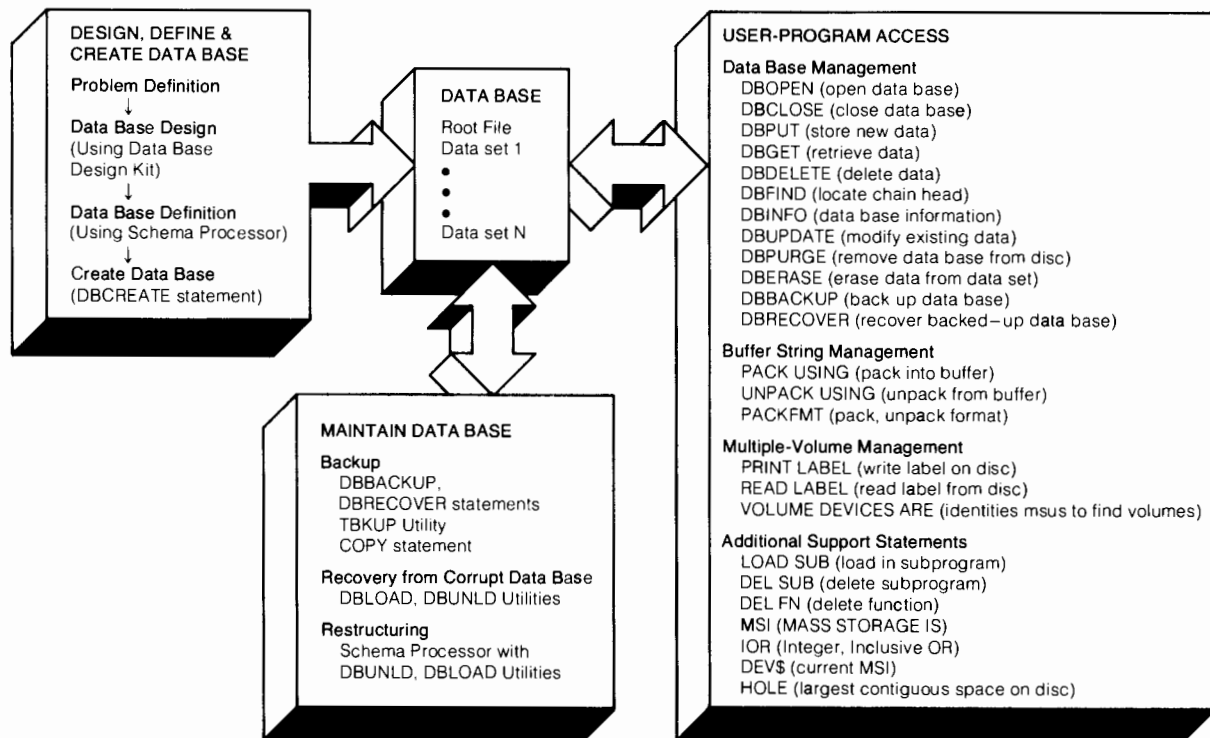 DESIGN, DEFINE &
CREATE DATA BASE
Problem Definition
↓
Data Base Design
(Using Data Base
Design Kit)
↓
Data Base Definition
(Using Schema Processor)
↓
Create Data Base
(DBCREATE statement)
DATA BASE
Root File
Data set 1
•
•
•
Data set N
MAINTAIN DATA BASE
Backup
DBBACKUP,
DBRECOVER statements
TBKUP Utility
COPY statement
Recovery from Corrupt Data Base
DBLOAD, DBUNLD Utilities
Restructuring
Schema Processor with
DBUNLD, DBLOAD Utilities
USER-PROGRAM ACCESS
Data Base Management
DBOPEN (open data base)
DBCLOSE (close data base)
DBPUT (store new data)
DBGET (retrieve data)
DBDELETE (delete data)
DBFIND (locate chain head)
DBINFO (data base information)
DBUPDATE (modify existing data)
DBPURGE (remove data base from disc)
DBERASE (erase data from data set)
DBBACKUP (back up data base)
DBRECOVER (recover backed-up data base)
Buffer String Management
PACK USING (pack into buffer)
UNPACK USING (unpack from buffer)
PACKFMT (pack, unpack format)
Multiple-Volume Management
PRINT LABEL (write label on disc)
READ LABEL (read label from disc)
VOLUME DEVICES ARE (identities msus to find volumes)
Additional Support Statements
LOAD SUB (load in subprogram)
DEL SUB (delete subprogram)
DEL FN (delete function)
MSI (MASS STORAGE IS)
IOR (Integer, Inclusive OR)
DEV$ (current MSI)
HOLE (largest contiguous space on disc)